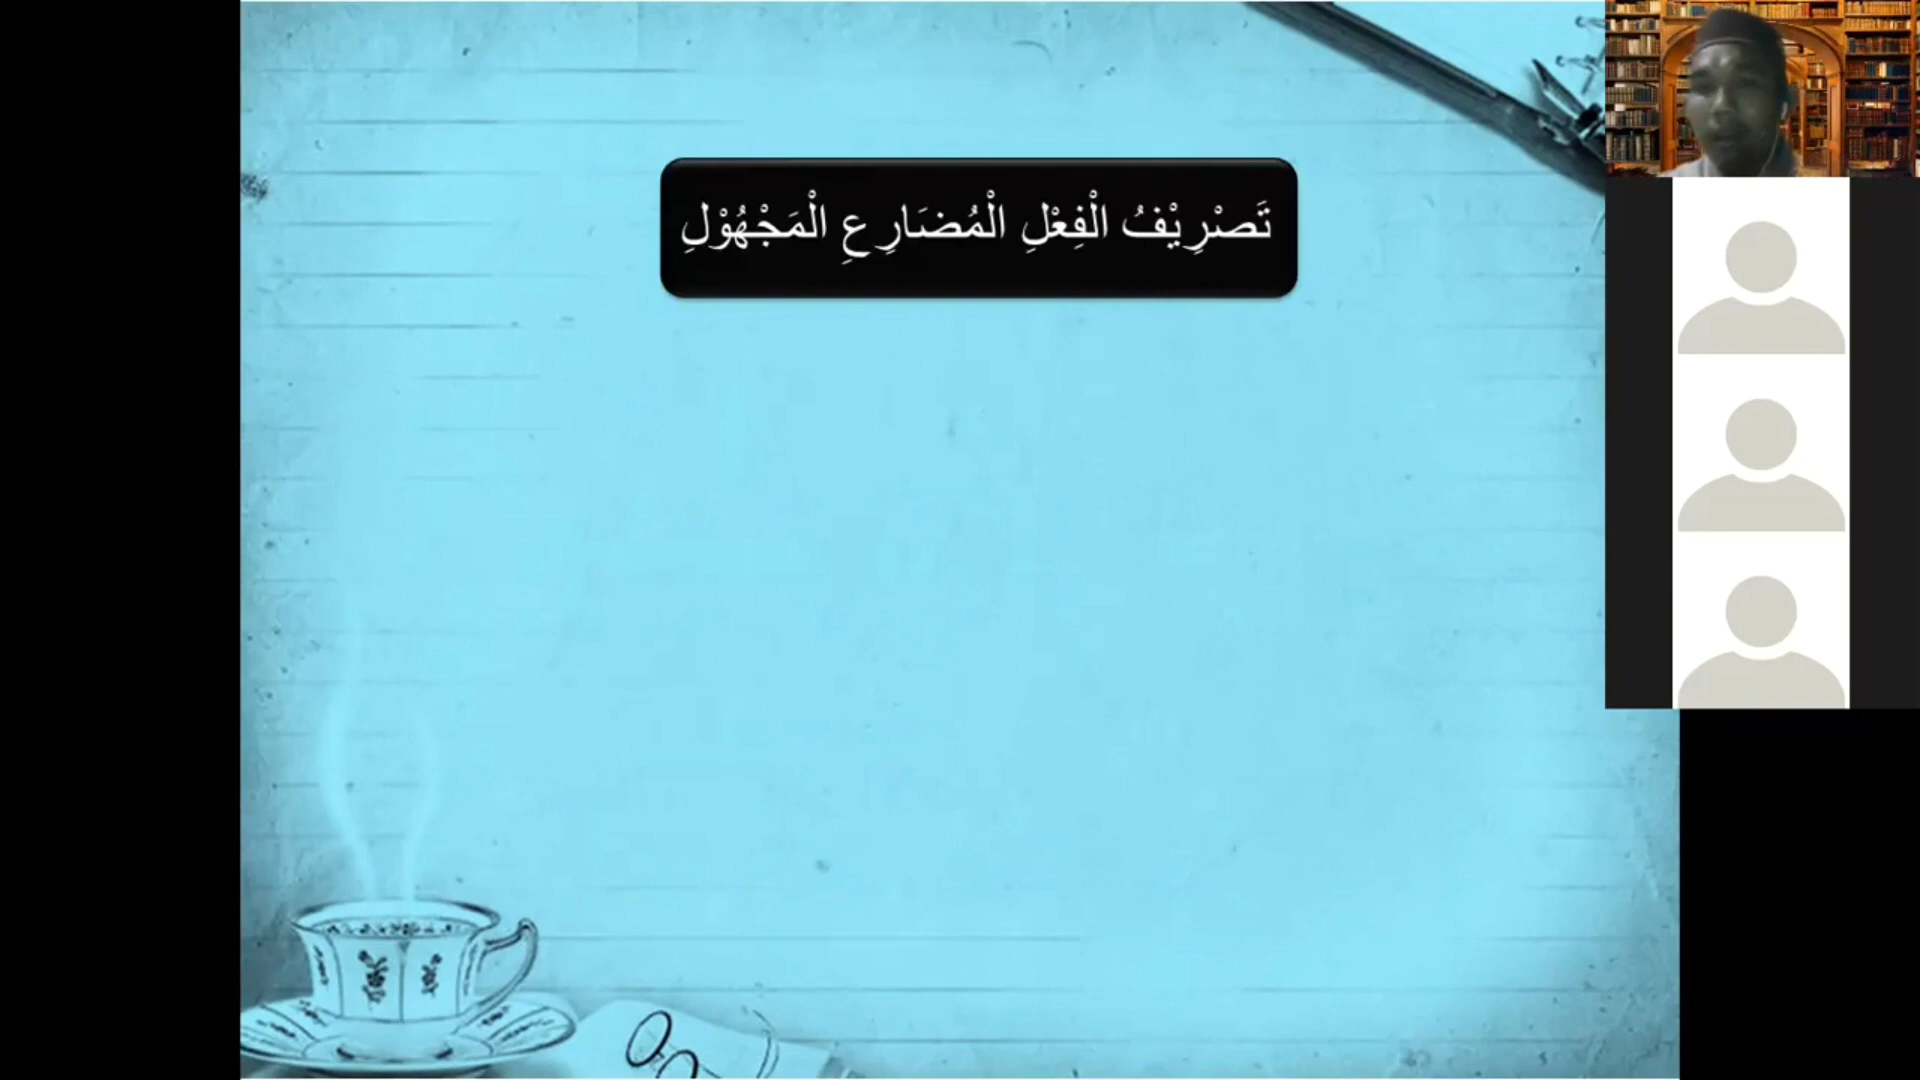 تَصْرِيْفُ الْفِعْلِ الْمُضَارِعِ الْمَجْهُوْلِ